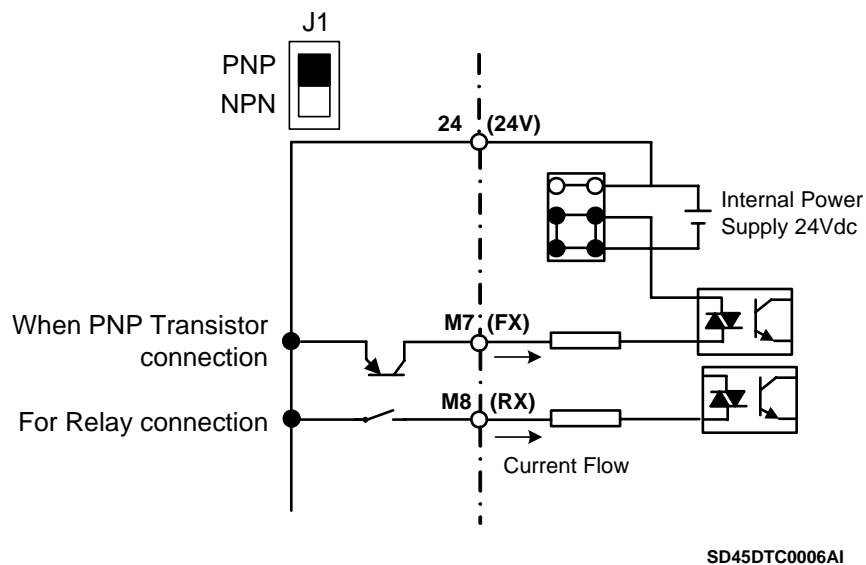 J1
PNP
NPN
24 (24V)
Internal Power
Supply 24Vdc
When PNP Transistor
connection
M7 (FX)
For Relay connection
M8 (RX)
Current Flow
SD45DTC0006AI